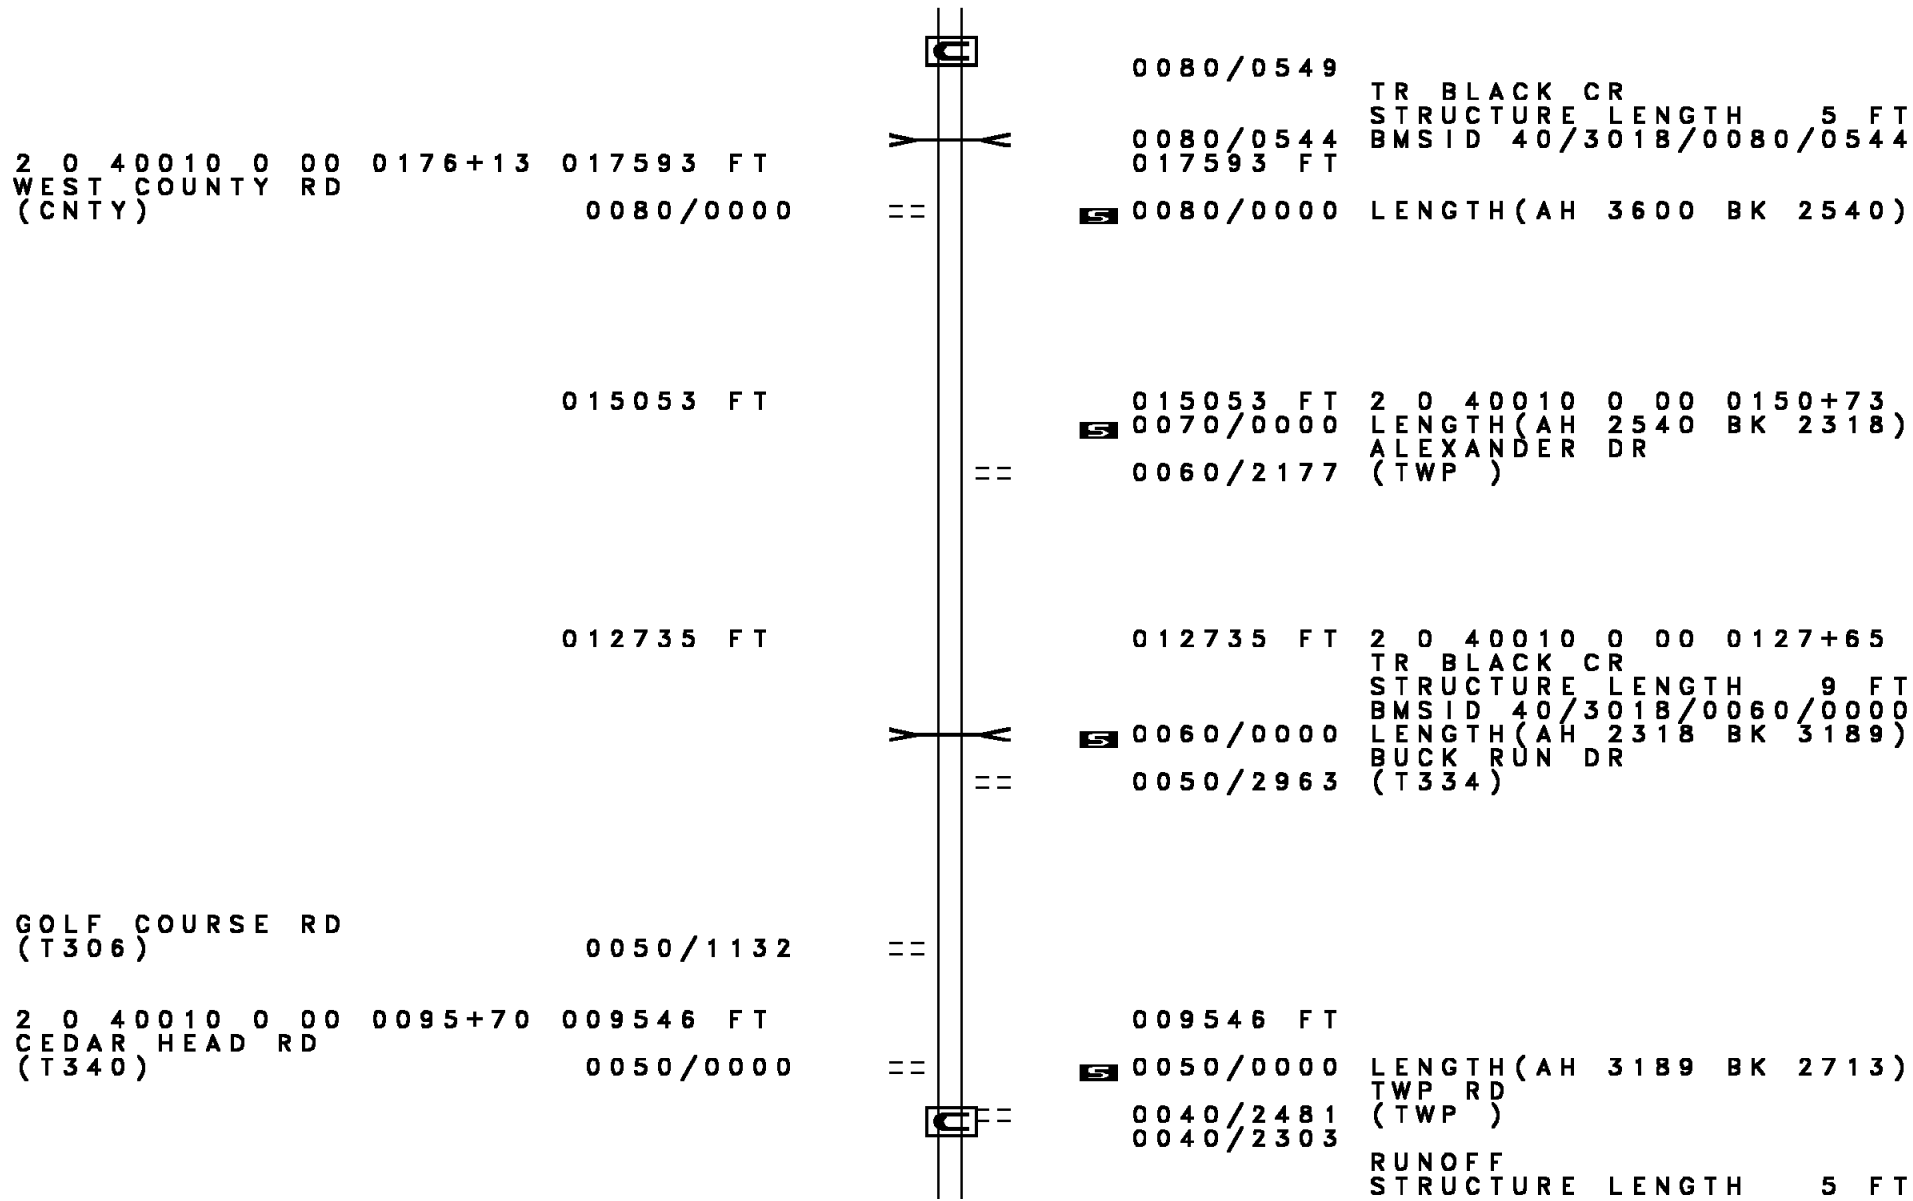 0080/0549
TR BLACK CR
STRUCTURE LENGTH 5 FT
0080/0544 BMSID 40/3018/0080/0544
2 0 40010 0 00 0176+13 017593 FT 017593 FT
WEST COUNTY RD
(CNTY) 0080/0000 == S 0080/0000 LENGTH(AH 3600 BK 2540)
015053 FT 015053 FT 2 0 40010 0 00 0150+73
S 0070/0000 LENGTH(AH 2540 BK 2318)
ALEXANDER DR
== 0060/2177 (TWP )
012735 FT 012735 FT 2 0 40010 0 00 0127+65
TR BLACK CR
STRUCTURE LENGTH 9 FT
BMSID 40/3018/0060/0000
S 0060/0000 LENGTH(AH 2318 BK 3189)
BUCK RUN DR
== 0050/2963 (T334)
GOLF COURSE RD
(T306) 0050/1132 ==
2 0 40010 0 00 0095+70 009546 FT 009546 FT
CEDAR HEAD RD
(T340) 0050/0000 == S 0050/0000 LENGTH(AH 3189 BK 2713)
TWP RD
C == 0040/2481 (TWP )
0040/2303
RUNOFF
STRUCTURE LENGTH 5 FT